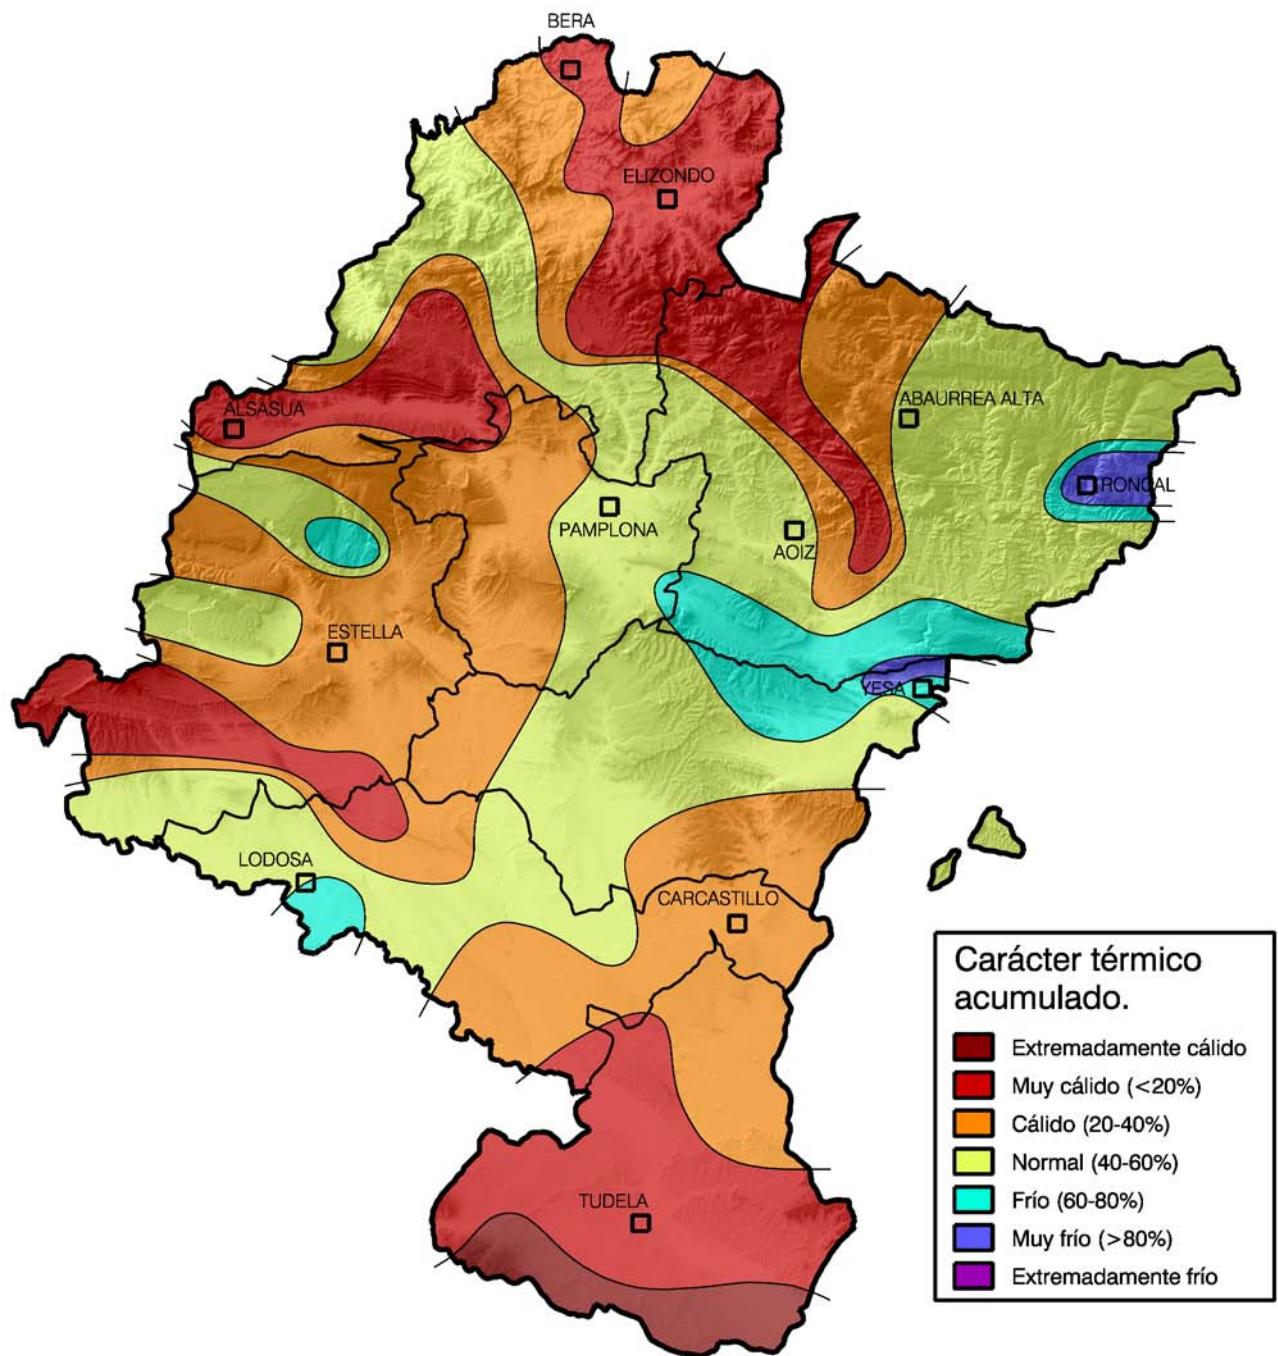 BERA
ELIZONDO
ALSASUA
ABAURREA ALTA
RONCAL
PAMPLONA
AOIZ
ESTELLA
YESA
LODOSA
CARCASTILLO
TUDELA
Carácter térmico
acumulado.
Extremadamente cálido
Muy cálido (<20%)
Cálido (20-40%)
Normal (40-60%)
Frío (60-80%)
Muy frío (>80%)
Extremadamente frío